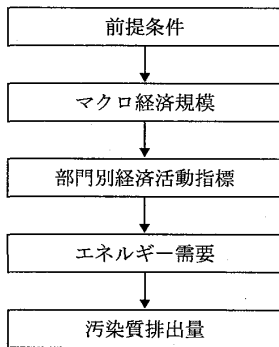 前提条件
マクロ経済規模
部門別経済活動指標
エネルギー需要
汚染質排出量